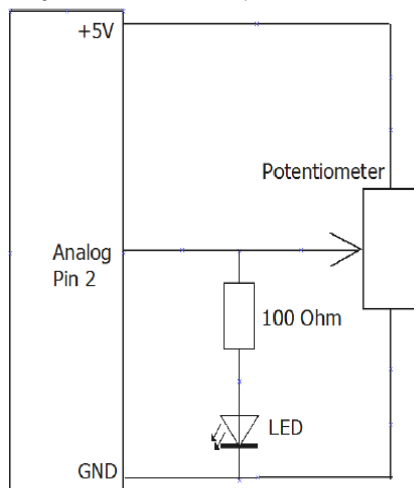 +5V
Potentiometer
Analog
Pin 2
100 Ohm
LED
GND